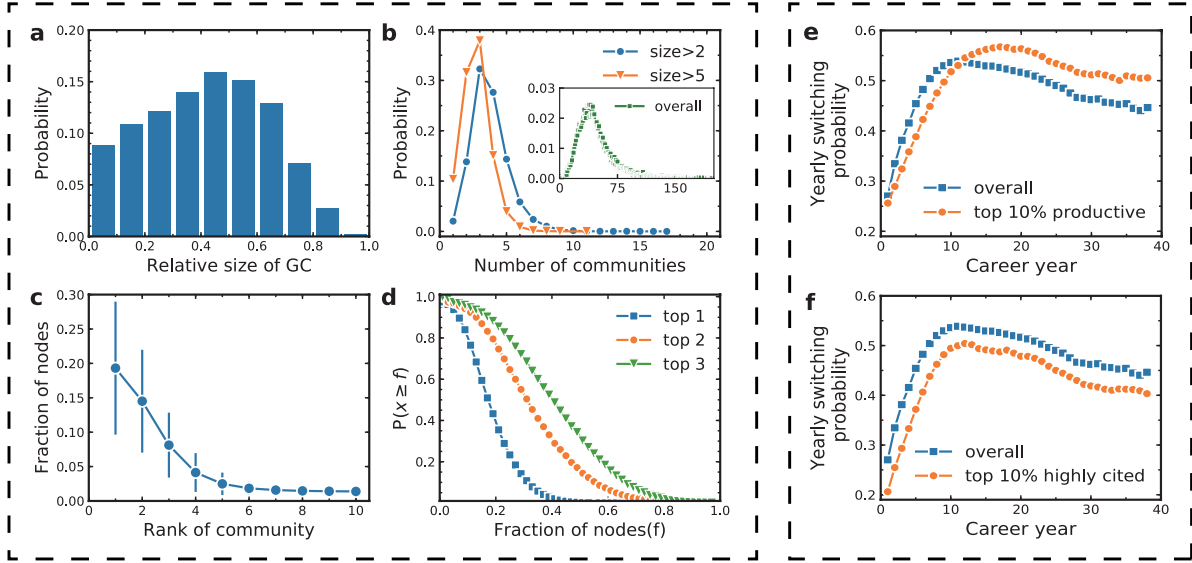 a
0.20
0.15
0.10
0.05
0.00
Probability
0.0 0.2 0.4 0.6 0.8 1.0
Relative size of GC
b
0.4
0.3
0.2
0.1
0.0
Probability
size>2
size>5
0.03
0.02
0.01
0.00
overall
0 75 150
0 5 10 15 20
Number of communities
c
0.30
0.25
0.20
0.15
0.10
0.05
0.00
Fraction of nodes
0 2 4 6 8 10
Rank of community
d
1.0
0.8
0.6
0.4
0.2
P(x ≥ f)
top 1
top 2
top 3
0.0 0.2 0.4 0.6 0.8 1.0
Fraction of nodes(f)
e
0.6
0.5
0.4
0.3
0.2
Yearly switching
probability
overall
top 10% productive
0 10 20 30 40
Career year
f
0.6
0.5
0.4
0.3
0.2
Yearly switching
probability
overall
top 10% highly cited
0 10 20 30 40
Career year